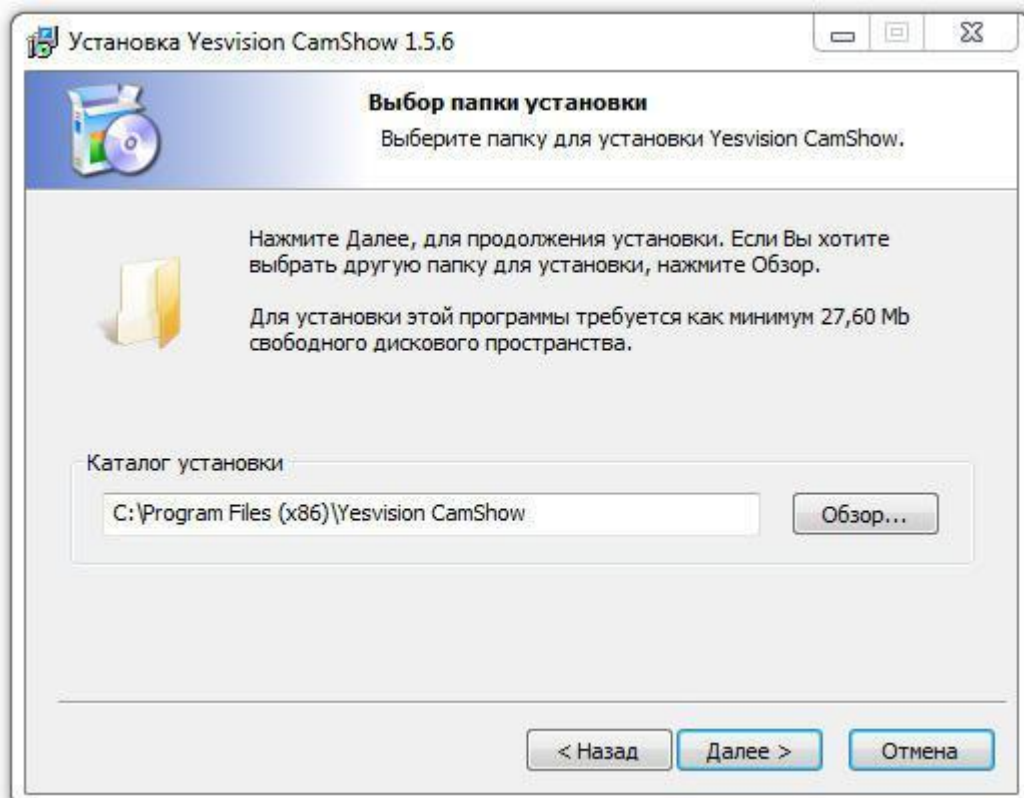 Установка Yesvision CamShow 1.5.6
Выбор папки установки
Выберите папку для установки Yesvision CamShow.
Нажмите Далее, для продолжения установки. Если Вы хотите
выбрать другую папку для установки, нажмите Обзор.
Для установки этой программы требуется как минимум 27,60 Mb
свободного дискового пространства.
Каталог установки
C:\Program Files (x86)\Yesvision CamShow
Обзор...
< Назад
Далее >
Отмена